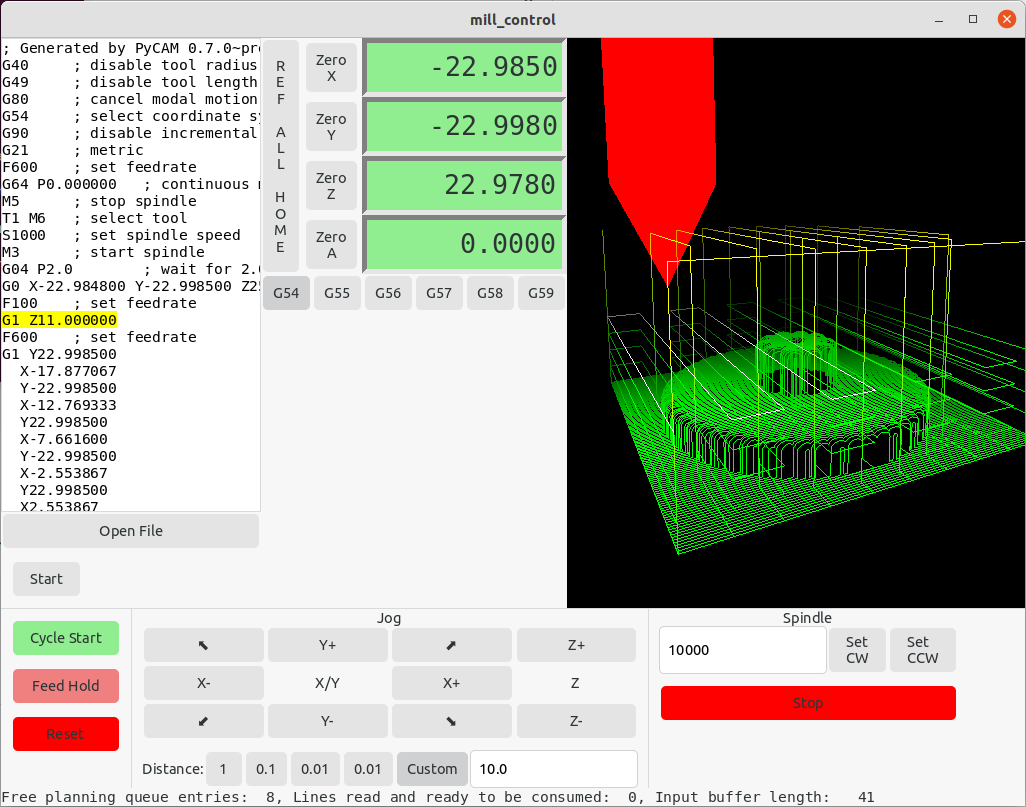 mill_control
; Generated by PyCAM 0.7.0~pre
G40 ; disable tool radius
G49 ; disable tool length
G80 ; cancel modal motion
G54 ; select coordinate sy
G90 ; disable incremental
G21 ; metric
F600 ; set feedrate
G64 P0.000000 ; continuous m
M5 ; stop spindle
T1 M6 ; select tool
S1000 ; set spindle speed
M3 ; start spindle
G04 P2.0 ; wait for 2.0
G0 X-22.984800 Y-22.998500 Z25
F100 ; set feedrate
G1 Z11.000000
F600 ; set feedrate
G1 Y22.998500
X-17.877067
Y-22.998500
X-12.769333
Y22.998500
X-7.661600
Y-22.998500
X-2.553867
Y22.998500
X2.553867
Open File
Start
REF ALL HOME
Zero X
-22.9850
Zero Y
-22.9980
Zero Z
22.9780
Zero A
0.0000
G54 G55 G56 G57 G58 G59
Cycle Start
Feed Hold
Reset
Jog
Y+ Z+
X- X/Y X+ Z
Y- Z-
Distance: 1 0.1 0.01 0.01 Custom 10.0
Spindle
10000
Set CW
Set CCW
Stop
Free planning queue entries: 8, Lines read and ready to be consumed: 0, Input buffer length: 41